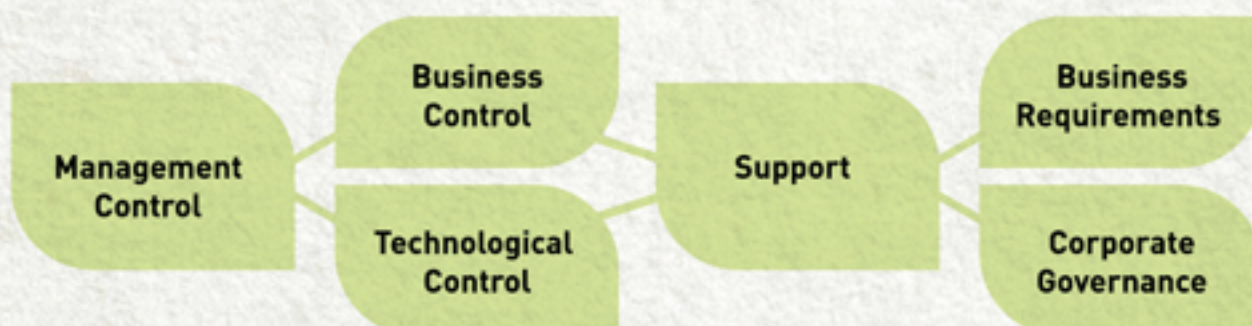 Management
Control
Business
Control
Technological
Control
Support
Business
Requirements
Corporate
Governance